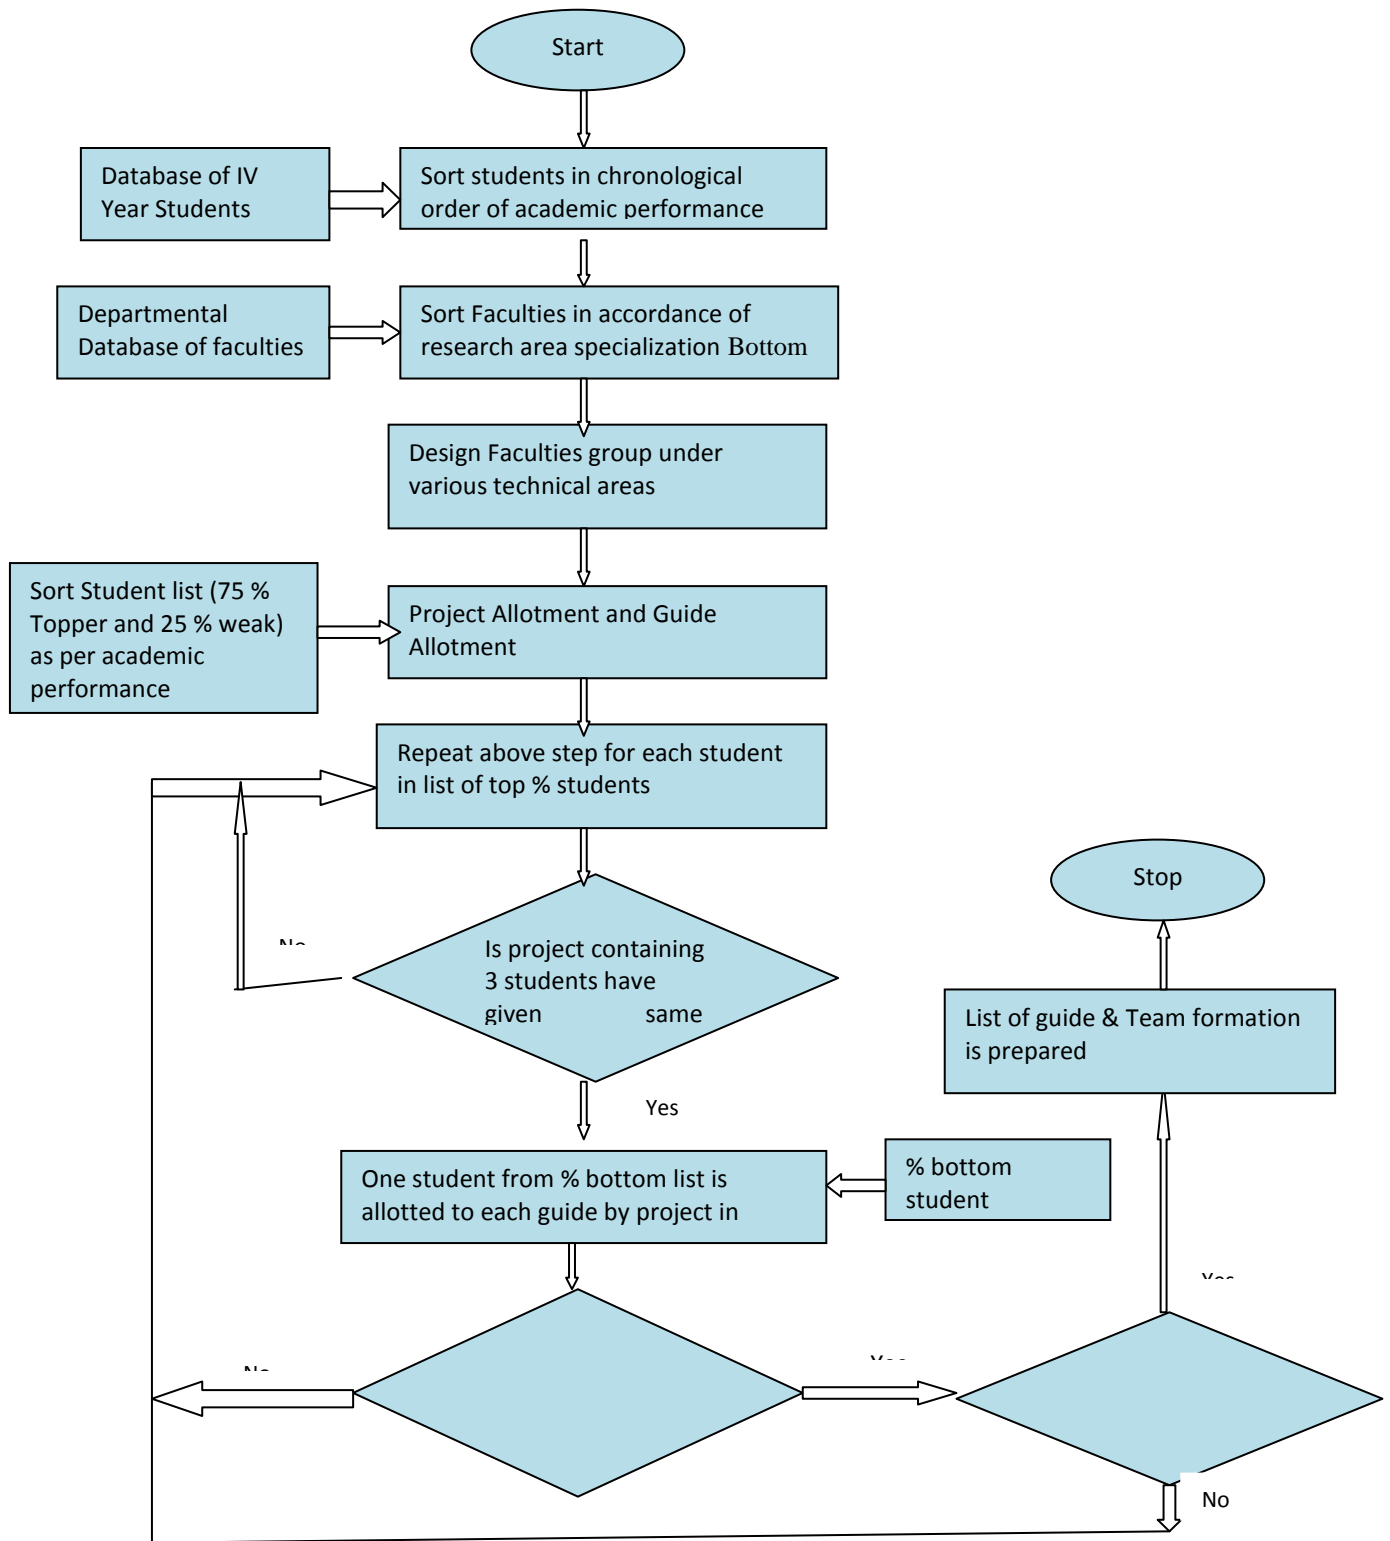 Start
Database of IV
Year Students
Sort students in chronological
order of academic performance
Departmental
Database of faculties
Sort Faculties in accordance of
research area specialization Bottom
Design Faculties group under
various technical areas
Sort Student list (75 %
Topper and 25 % weak)
as per academic
performance
Project Allotment and Guide
Allotment
Repeat above step for each student
in list of top % students
Stop
No
Is project containing
3 students have
given same
List of guide & Team formation
is prepared
Yes
One student from % bottom list is
allotted to each guide by project in
% bottom
student
Yes
No
Yes
No